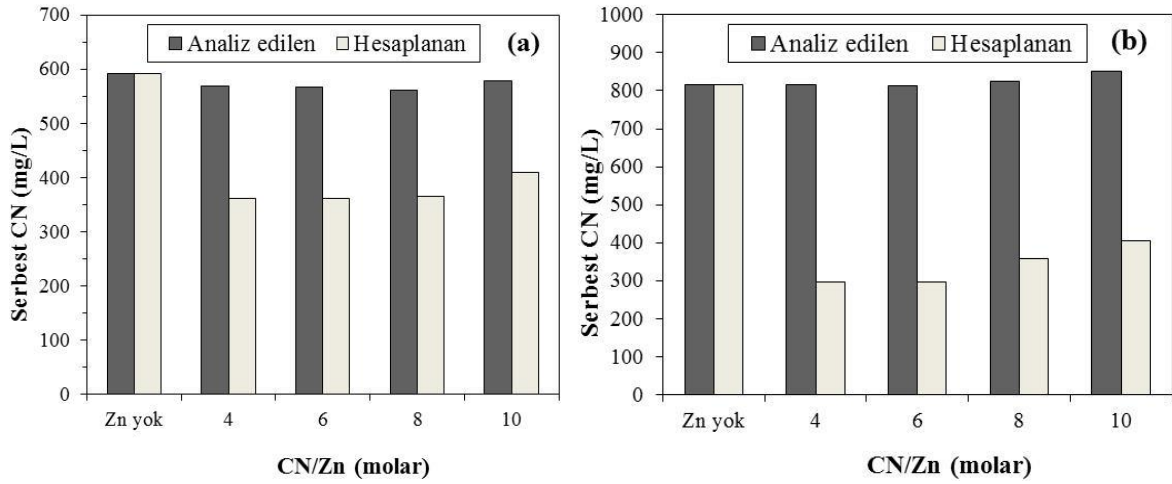 700
600
500
400
300
200
100
0
Serbest CN (mg/L)
Analiz edilen
Hesaplanan
(a)
Zn yok
4
6
8
10
CN/Zn (molar)
1000
900
800
700
600
500
400
300
200
100
0
Serbest CN (mg/L)
Analiz edilen
Hesaplanan
(b)
Zn yok
4
6
8
10
CN/Zn (molar)